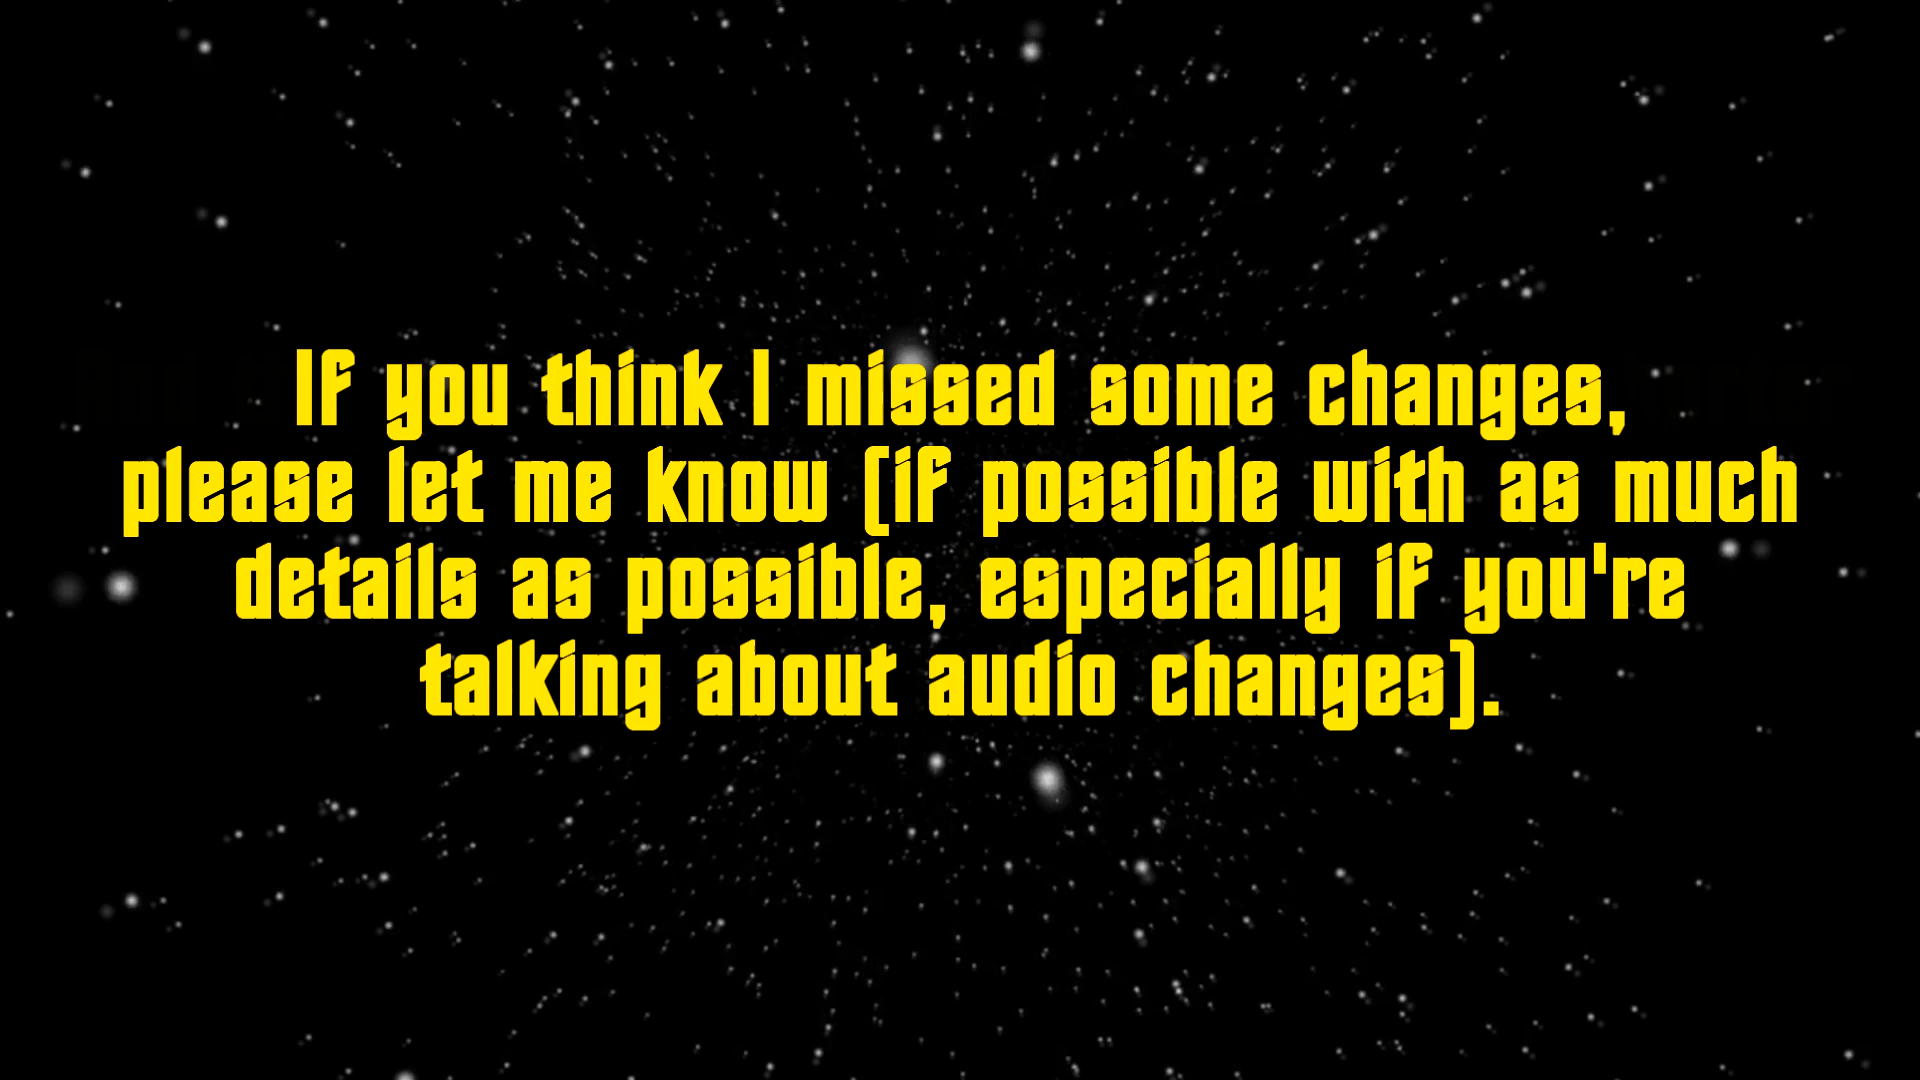 If you think I missed some changes,
please let me know (if possible with as much
details as possible, especially if you're
talking about audio changes).